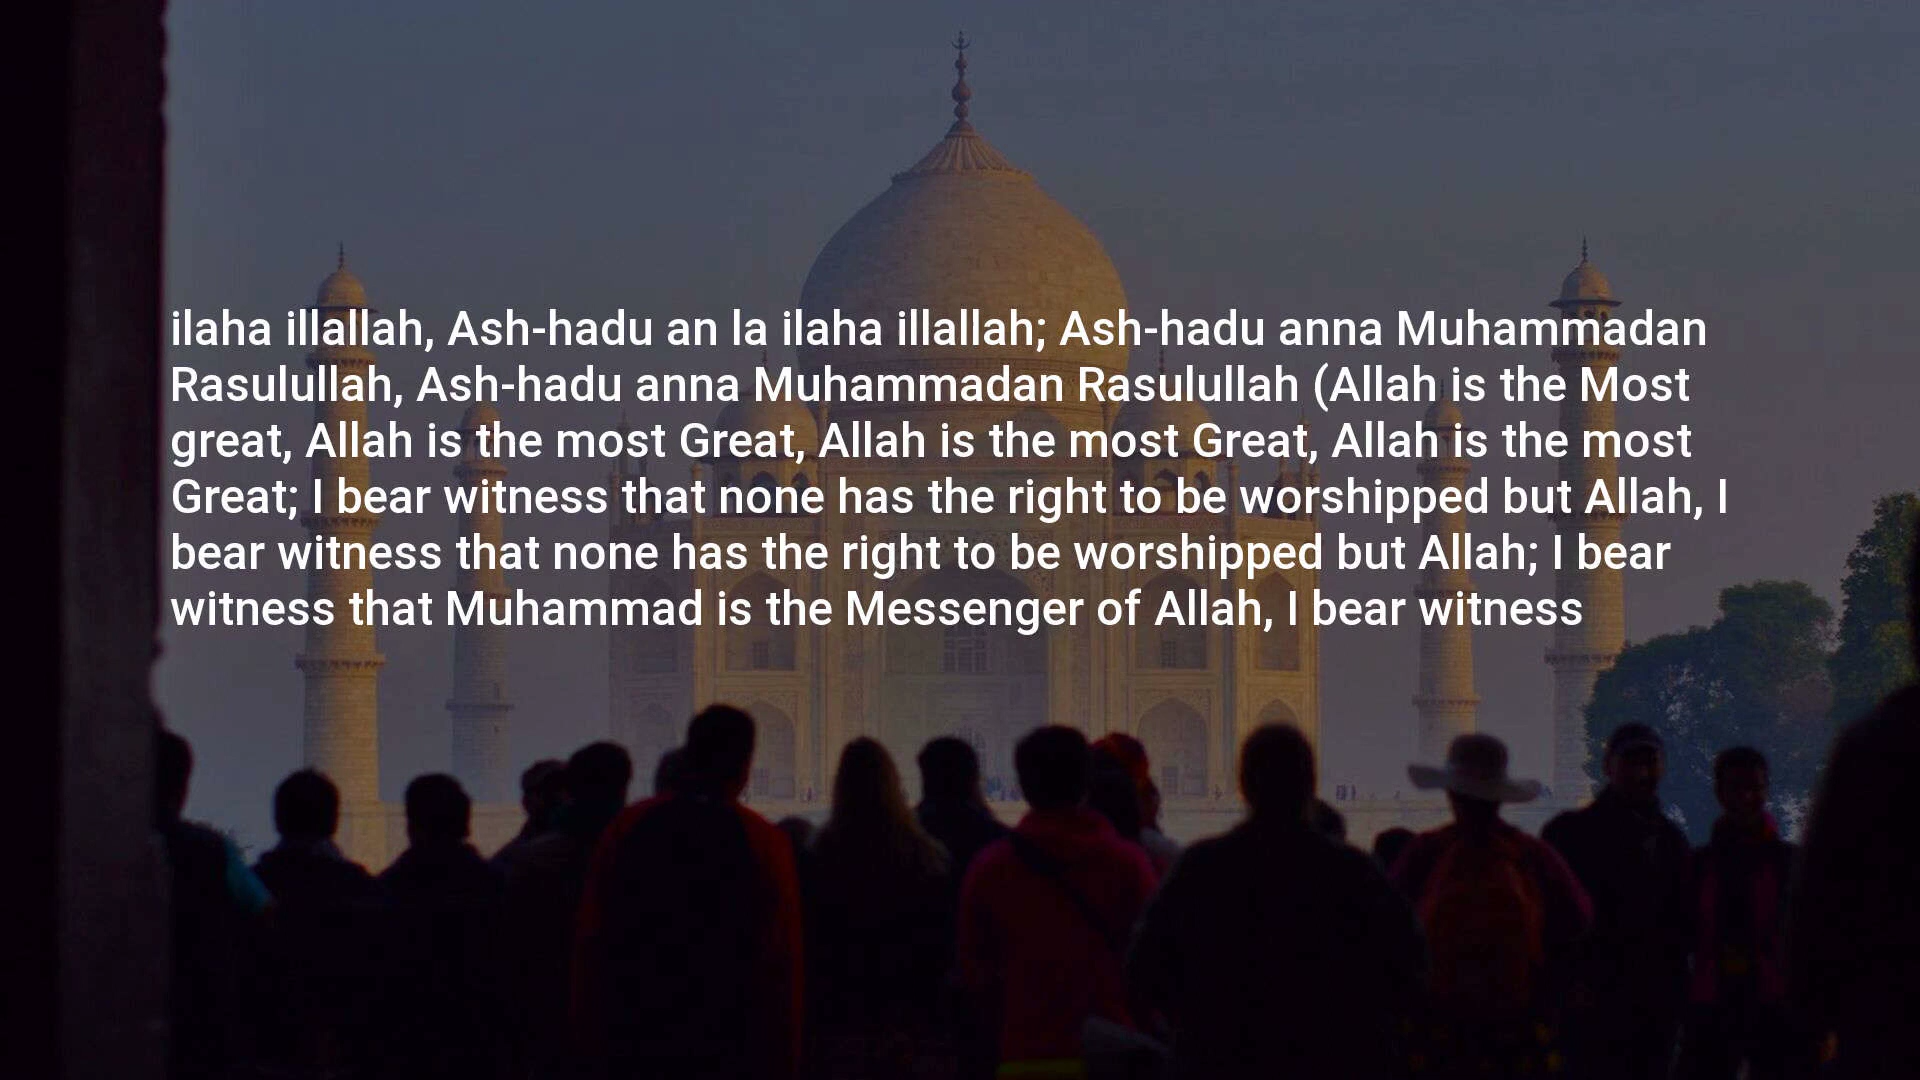 ilaha illallah, Ash-hadu an la ilaha illallah; Ash-hadu anna Muhammadan
Rasulullah, Ash-hadu anna Muhammadan Rasulullah (Allah is the Most
great, Allah is the most Great, Allah is the most Great, Allah is the most
Great; I bear witness that none has the right to be worshipped but Allah, I
bear witness that none has the right to be worshipped but Allah; I bear
witness that Muhammad is the Messenger of Allah, I bear witness